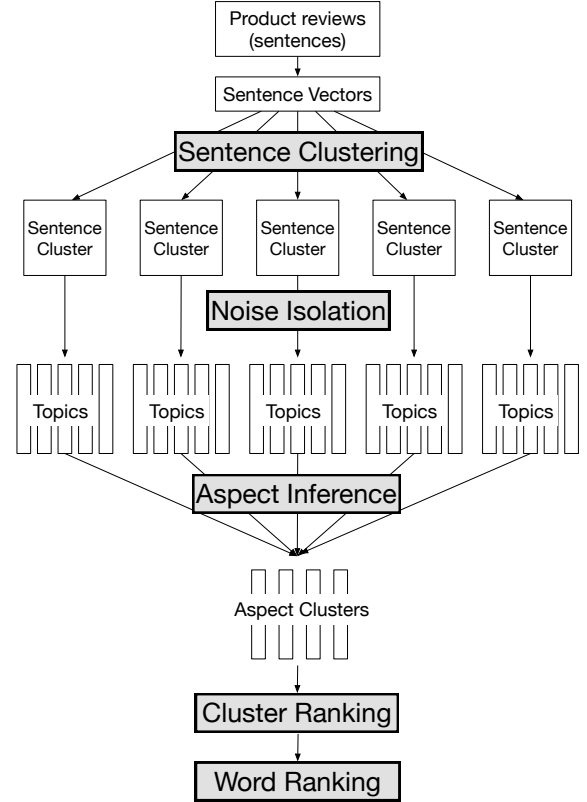 Product reviews
(sentences)
Sentence Vectors
Sentence Clustering
Sentence
Cluster
Sentence
Cluster
Sentence
Cluster
Sentence
Cluster
Sentence
Cluster
Noise Isolation
Topics
Topics
Topics
Topics
Topics
Aspect Inference
Aspect Clusters
Cluster Ranking
Word Ranking